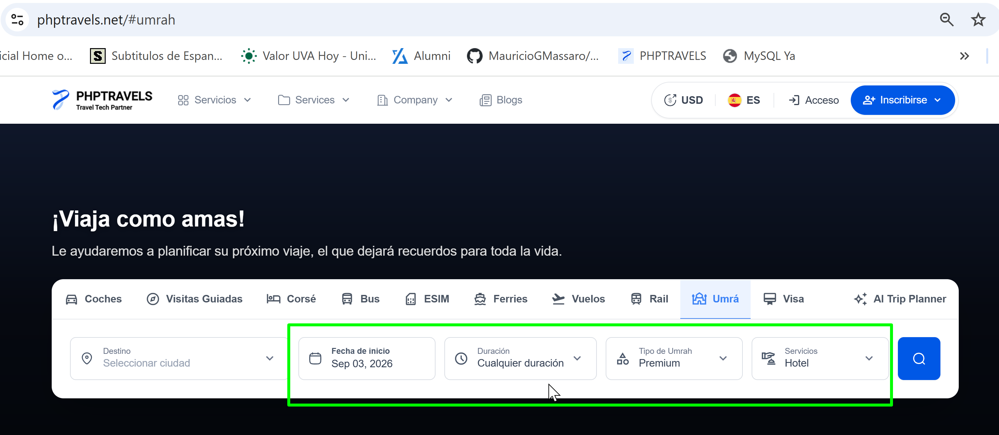 phptravels.net/#umrah
icial Home o...
Subtitulos de Espan...
Valor UVA Hoy - Uni...
Alumni
MauricioGMassaro/...
PHPTRAVELS
MySQL Ya
PHPTRAVELS
Travel Tech Partner
Servicios
Services
Company
Blogs
USD
ES
Acceso
Inscribirse
¡Viaja como amas!
Le ayudaremos a planificar su próximo viaje, el que dejará recuerdos para toda la vida.
Coches
Visitas Guiadas
Corsé
Bus
ESIM
Ferries
Vuelos
Rail
Umrá
Visa
AI Trip Planner
Destino
Seleccionar ciudad
Fecha de inicio
Sep 03, 2026
Duración
Cualquier duración
Tipo de Umrah
Premium
Servicios
Hotel